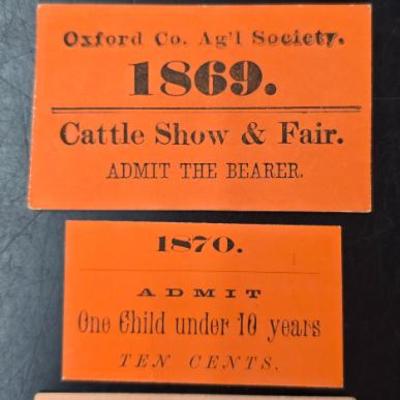 Oxford Co. Ag'l Society.
1869.
Cattle Show & Fair.
ADMIT THE BEARER.
1870.
ADMIT
One Child under 10 years
TEN CENTS.